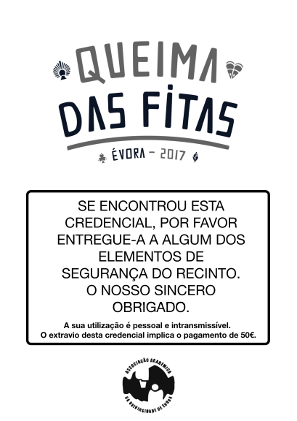 QUEIMA
DAS FITAS
ÉVORA - 2017
SE ENCONTROU ESTA
CREDENCIAL, POR FAVOR
ENTREGUE-A A ALGUM DOS
ELEMENTOS DE
SEGURANÇA DO RECINTO.
O NOSSO SINCERO
OBRIGADO.
A sua utilização é pessoal e intransmissível.
O extravio desta credencial implica o pagamento de 50€.
ASSOCIAÇÃO ACADÉMICA
DA UNIVERSIDADE DE ÉVORA